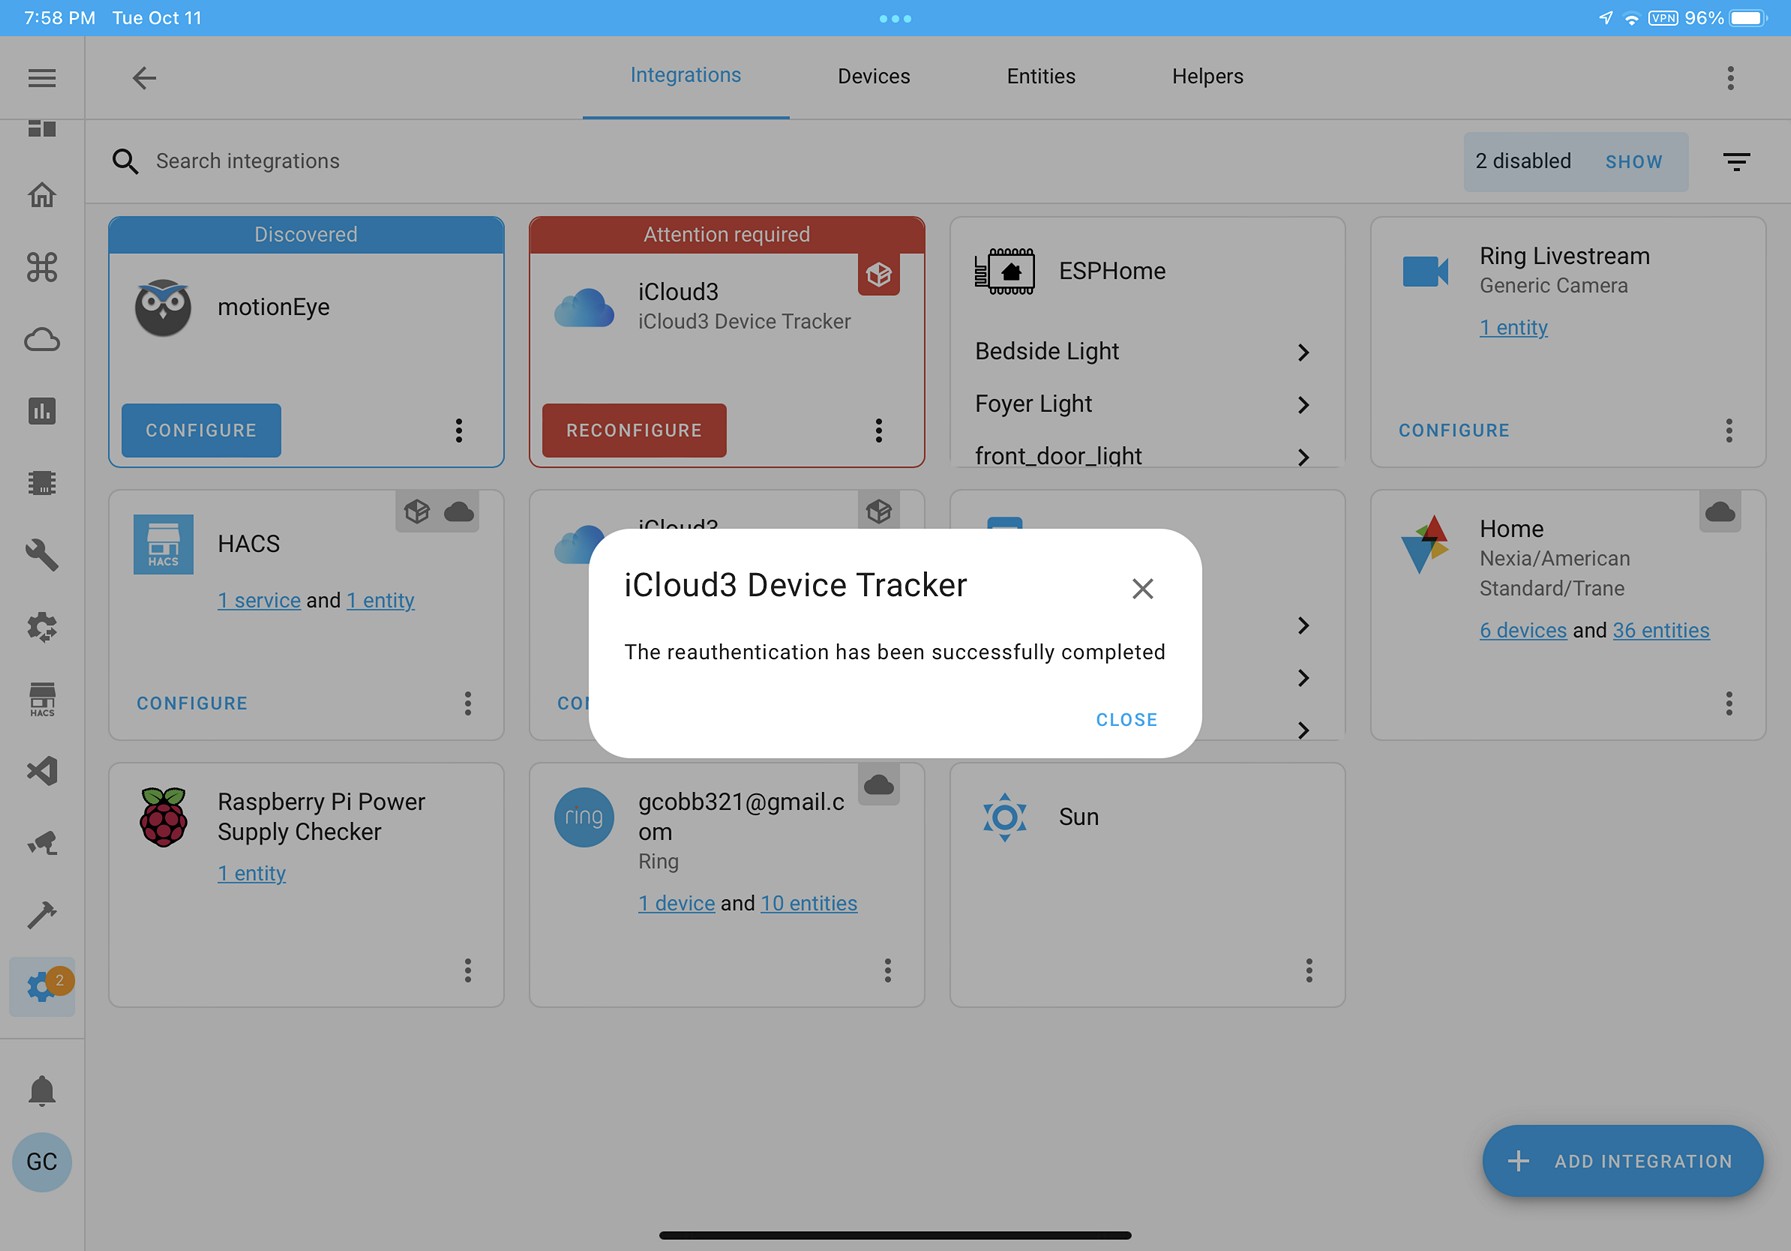 7:58 PM Tue Oct 11
VPN 96%
Integrations
Devices
Entities
Helpers
Search integrations
2 disabled SHOW
Discovered
motionEye
CONFIGURE
Attention required
iCloud3
iCloud3 Device Tracker
RECONFIGURE
ESPHome
Bedside Light
Foyer Light
front_door_light
Ring Livestream
Generic Camera
1 entity
CONFIGURE
HACS
HACS
1 service and 1 entity
CONFIGURE
iCloud3
iCloud3 Device Tracker
The reauthentication has been successfully completed
CLOSE
Home
Nexia/American
Standard/Trane
6 devices and 36 entities
HACS
Raspberry Pi Power
Supply Checker
1 entity
ring
gcobb321@gmail.c
om
Ring
1 device and 10 entities
Sun
2
GC
ADD INTEGRATION